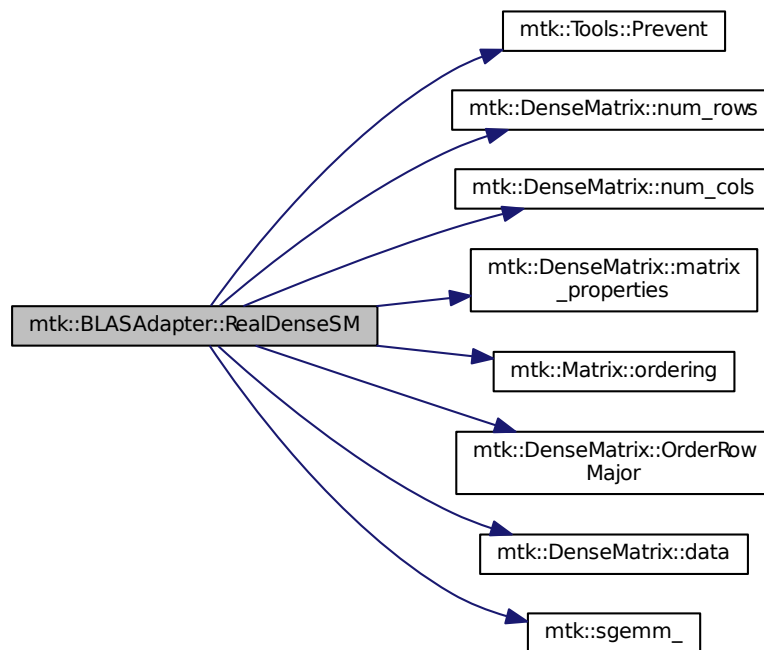 mtk::Tools::Prevent
mtk::DenseMatrix::num_rows
mtk::DenseMatrix::num_cols
mtk::DenseMatrix::matrix
_properties
mtk::BLASAdapter::RealDenseSM
mtk::Matrix::ordering
mtk::DenseMatrix::OrderRow
Major
mtk::DenseMatrix::data
mtk::sgemm_